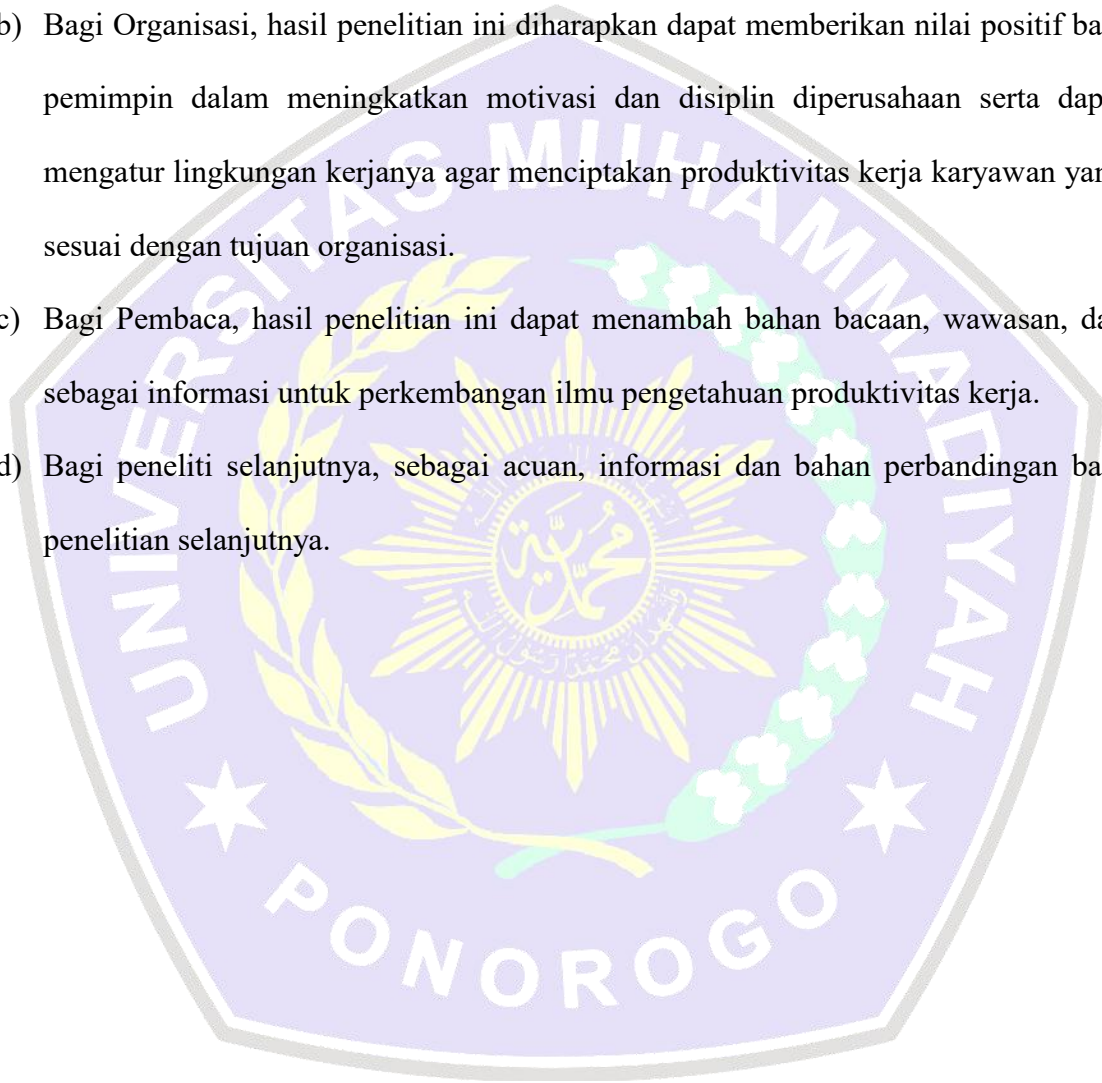 b) Bagi Organisasi, hasil penelitian ini diharapkan dapat memberikan nilai positif ba
pemimpin dalam meningkatkan motivasi dan disiplin diperusahaan serta dap
mengatur lingkungan kerjanya agar menciptakan produktivitas kerja karyawan yan
sesuai dengan tujuan organisasi.
c) Bagi Pembaca, hasil penelitian ini dapat menambah bahan bacaan, wawasan, da
sebagai informasi untuk perkembangan ilmu pengetahuan produktivitas kerja.
d) Bagi peneliti selanjutnya, sebagai acuan, informasi dan bahan perbandingan ba
penelitian selanjutnya.
UNIVERSITAS MUHAMMADIYAH
محمدية
PONOROGO